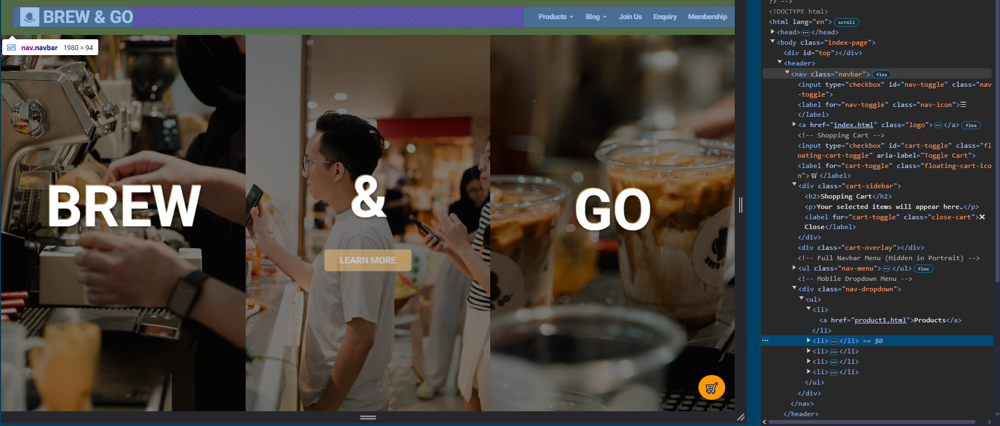 BREW & GO
Products Blog Join Us Enquiry Membership
nav.navbar 1980 × 94
BREW
&
GO
LEARN MORE
?> -->
<!DOCTYPE html>
<html lang="en"> scroll
<head> ⋯ </head>
<body class="index-page">
<div id="top"></div>
<header>
<nav class="navbar"> flex
<input type="checkbox" id="nav-toggle" class="nav
-toggle">
<label for="nav-toggle" class="nav-icon">☰
</label>
<a href="index.html" class="logo"> ⋯ </a> flex
<!-- Shopping Cart -->
<input type="checkbox" id="cart-toggle" class="fl
oating-cart-toggle" aria-label="Toggle Cart">
<label for="cart-toggle" class="floating-cart-ico
n">🛒</label>
<div class="cart-sidebar">
<h2>Shopping Cart</h2>
<p>Your selected items will appear here.</p>
<label for="cart-toggle" class="close-cart">✕
Close</label>
</div>
<div class="cart-overlay"></div>
<!-- Full Navbar Menu (Hidden in Portrait) -->
<ul class="nav-menu"> ⋯ </ul> flex
<!-- Mobile Dropdown Menu -->
<div class="nav-dropdown">
<ul>
<li>
<a href="product1.html">Products</a>
</li>
<li> ⋯ </li> == $0
<li> ⋯ </li>
<li> ⋯ </li>
<li> ⋯ </li>
</ul>
</div>
</nav>
</header>